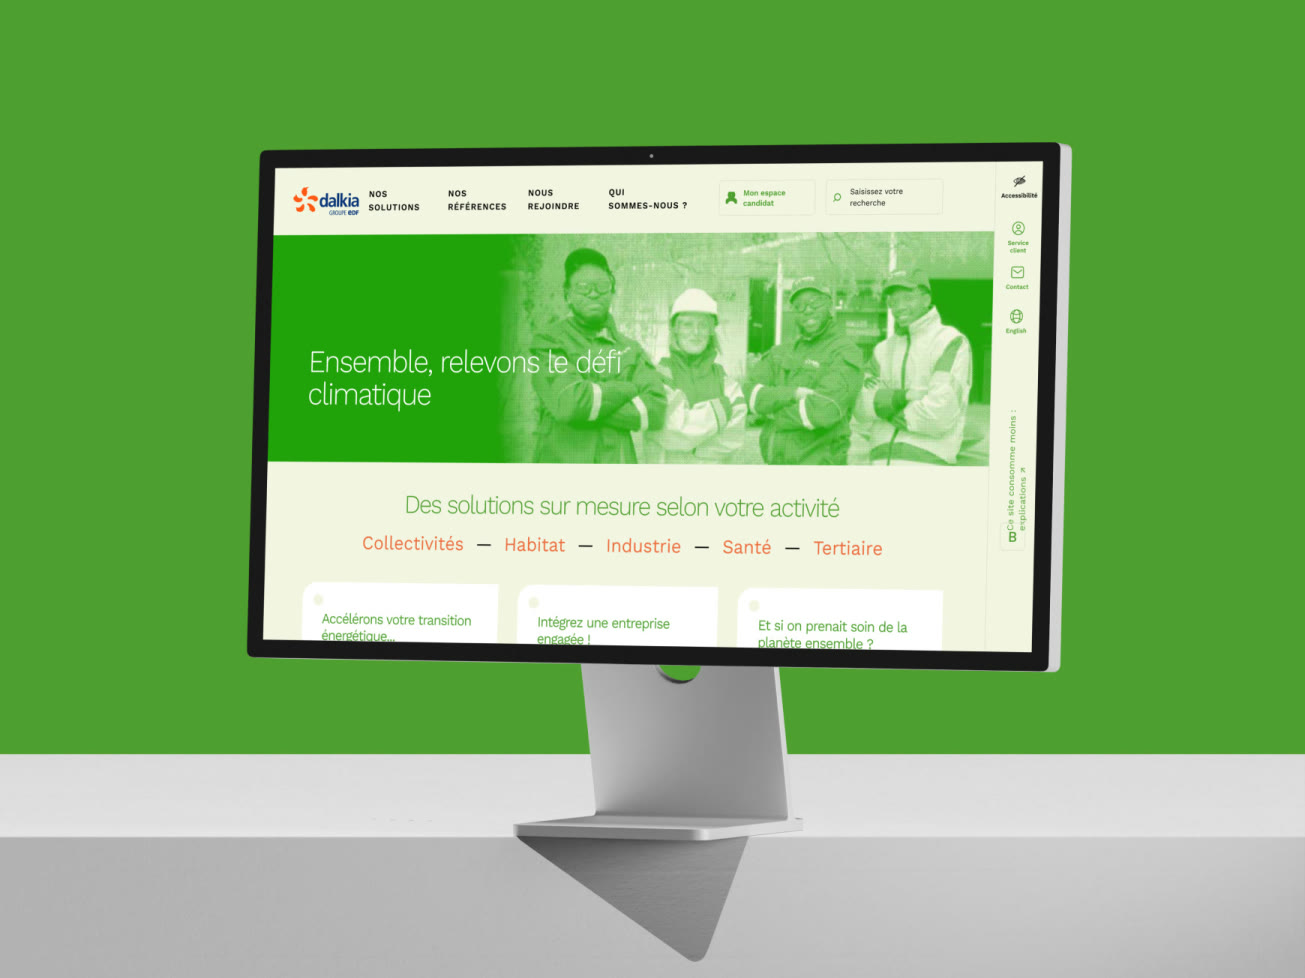 dalkia
GROUPE EDF
NOS
SOLUTIONS
NOS
RÉFÉRENCES
NOUS
REJOINDRE
QUI
SOMMES-NOUS ?
Mon espace
candidat
Saisissez votre
recherche
Accessibilité
Service
client
Contact
English
Ensemble, relevons le défi
climatique
Ce site consomme moins :
explications ↗
B
Des solutions sur mesure selon votre activité
Collectivités — Habitat — Industrie — Santé — Tertiaire
Accélérons votre transition
énergétique...
Intégrez une entreprise
engagée !
Et si on prenait soin de la
planète ensemble ?